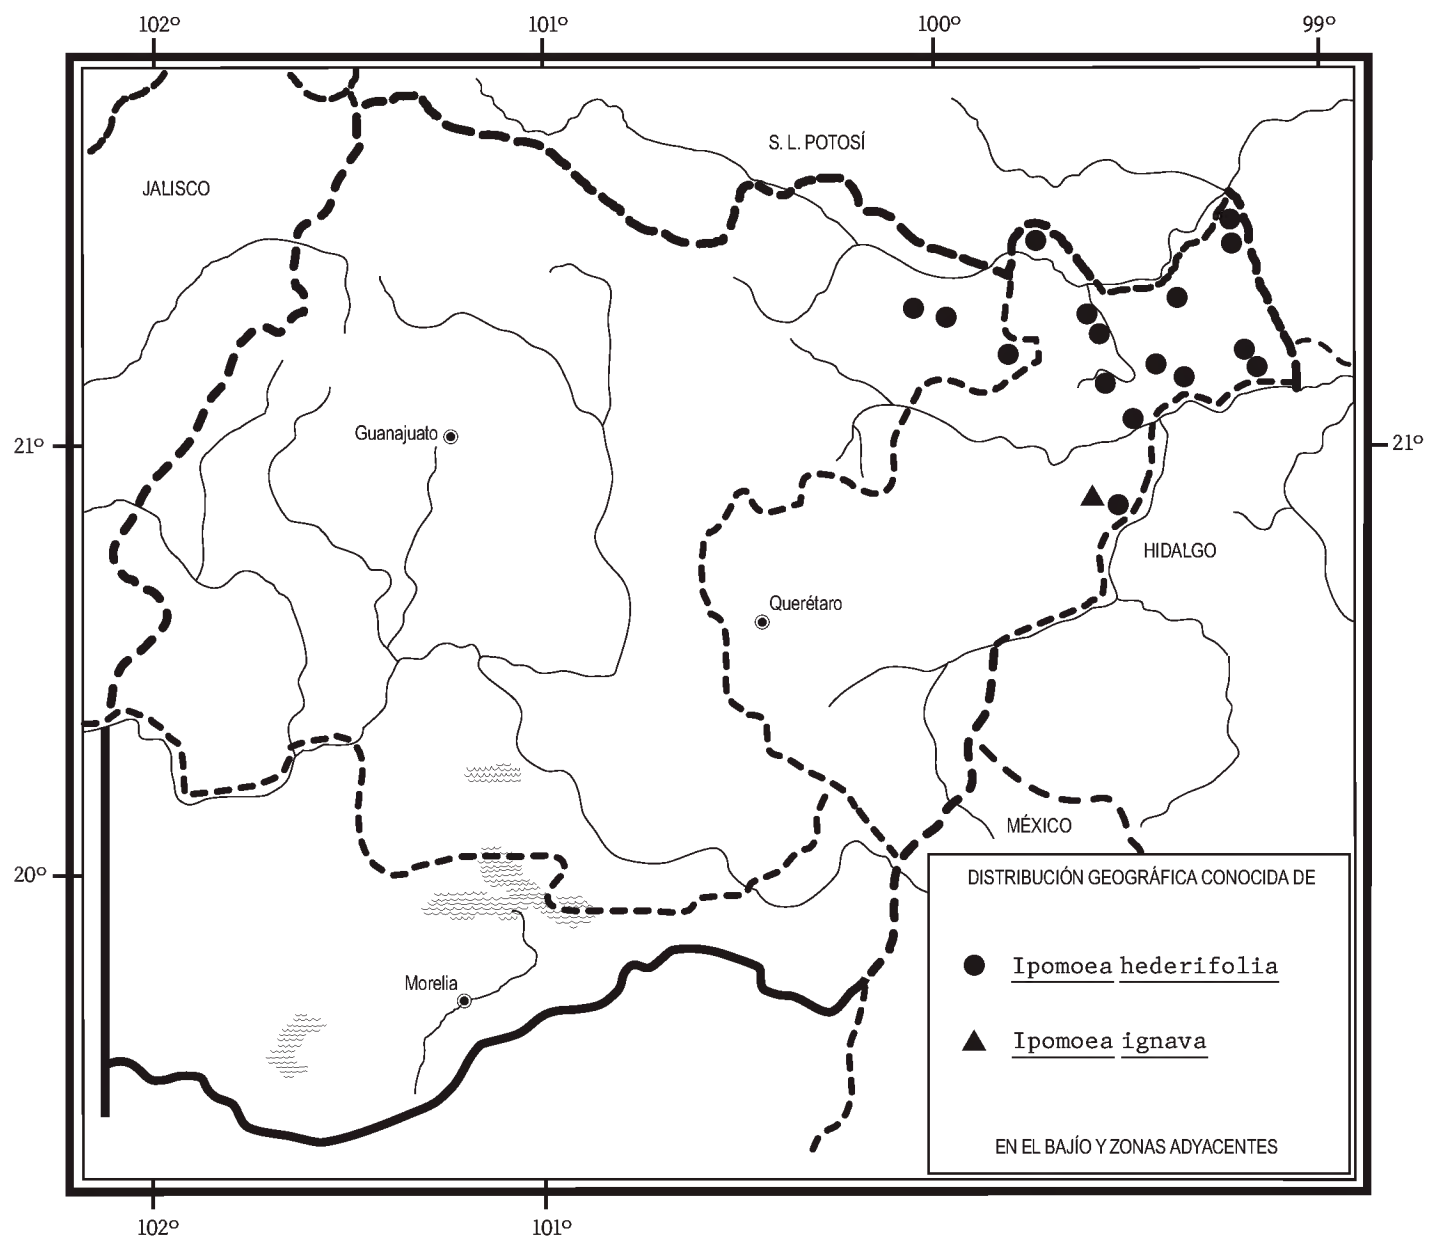 102º 101º 100º 99º
S. L. POTOSÍ
JALISCO
Guanajuato
21º 21º
HIDALGO
Querétaro
MÉXICO
20º
DISTRIBUCIÓN GEOGRÁFICA CONOCIDA DE
Ipomoea hederifolia
Morelia
Ipomoea ignava
EN EL BAJÍO Y ZONAS ADYACENTES
102º 101º